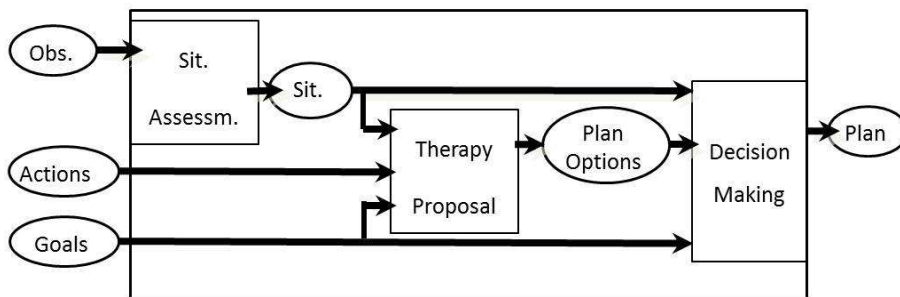 Obs.
Sit.
Assessm.
Sit.
Actions
Goals
Therapy
Proposal
Plan
Options
Decision
Making
Plan